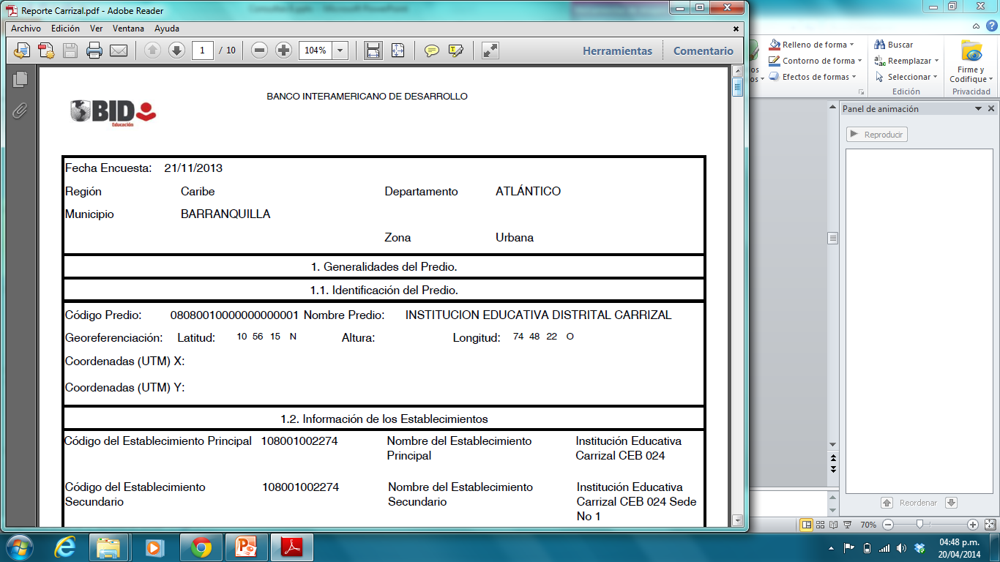 Reporte Carrizal.pdf - Adobe Reader
Archivo Edición Ver Ventana Ayuda
1 / 10 104% Herramientas Comentario
BANCO INTERAMERICANO DE DESARROLLO
BID
Educación
Fecha Encuesta: 21/11/2013
Región Caribe Departamento ATLÁNTICO
Municipio BARRANQUILLA
Zona Urbana
1. Generalidades del Predio.
1.1. Identificación del Predio.
Código Predio: 08080010000000000001 Nombre Predio: INSTITUCION EDUCATIVA DISTRITAL CARRIZAL
Georeferenciación: Latitud: 10 56 15 N Altura: Longitud: 74 48 22 O
Coordenadas (UTM) X:
Coordenadas (UTM) Y:
1.2. Información de los Establecimientos
Código del Establecimiento Principal 108001002274 Nombre del Establecimiento Institución Educativa
Principal Carrizal CEB 024
Código del Establecimiento 108001002274 Nombre del Establecimiento Institución Educativa
Secundario Secundario Carrizal CEB 024 Sede
No 1
Relleno de forma Buscar
Contorno de forma Reemplazar Firme y
Efectos de formas Seleccionar Codifique
Edición Privacidad
Panel de animación
Reproducir
Reordenar
70%
04:48 p.m.
20/04/2014